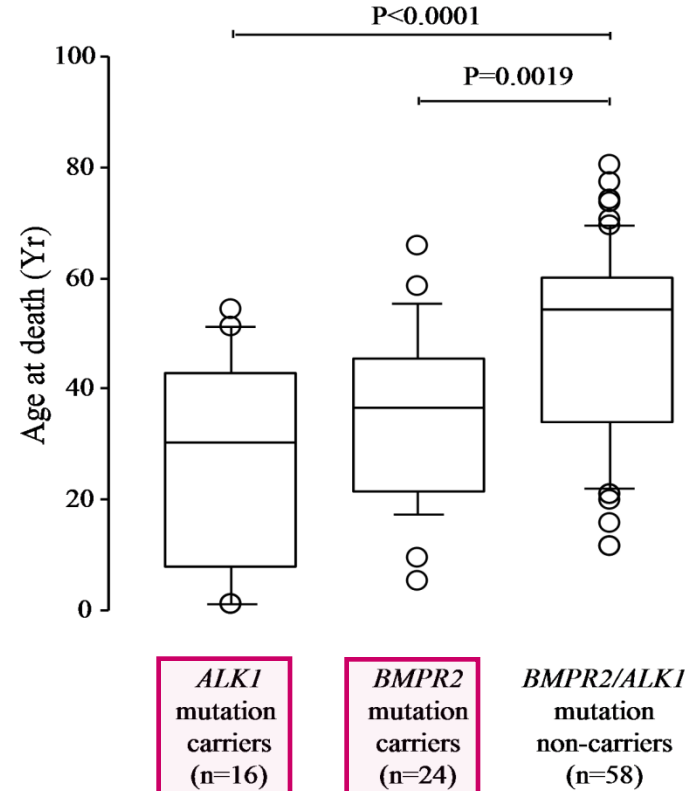 P<0.0001
P=0.0019
100
80
60
40
20
0
Age at death (Yr)
ALK1
mutation
carriers
(n=16)
BMPR2
mutation
carriers
(n=24)
BMPR2/ALK1
mutation
non-carriers
(n=58)